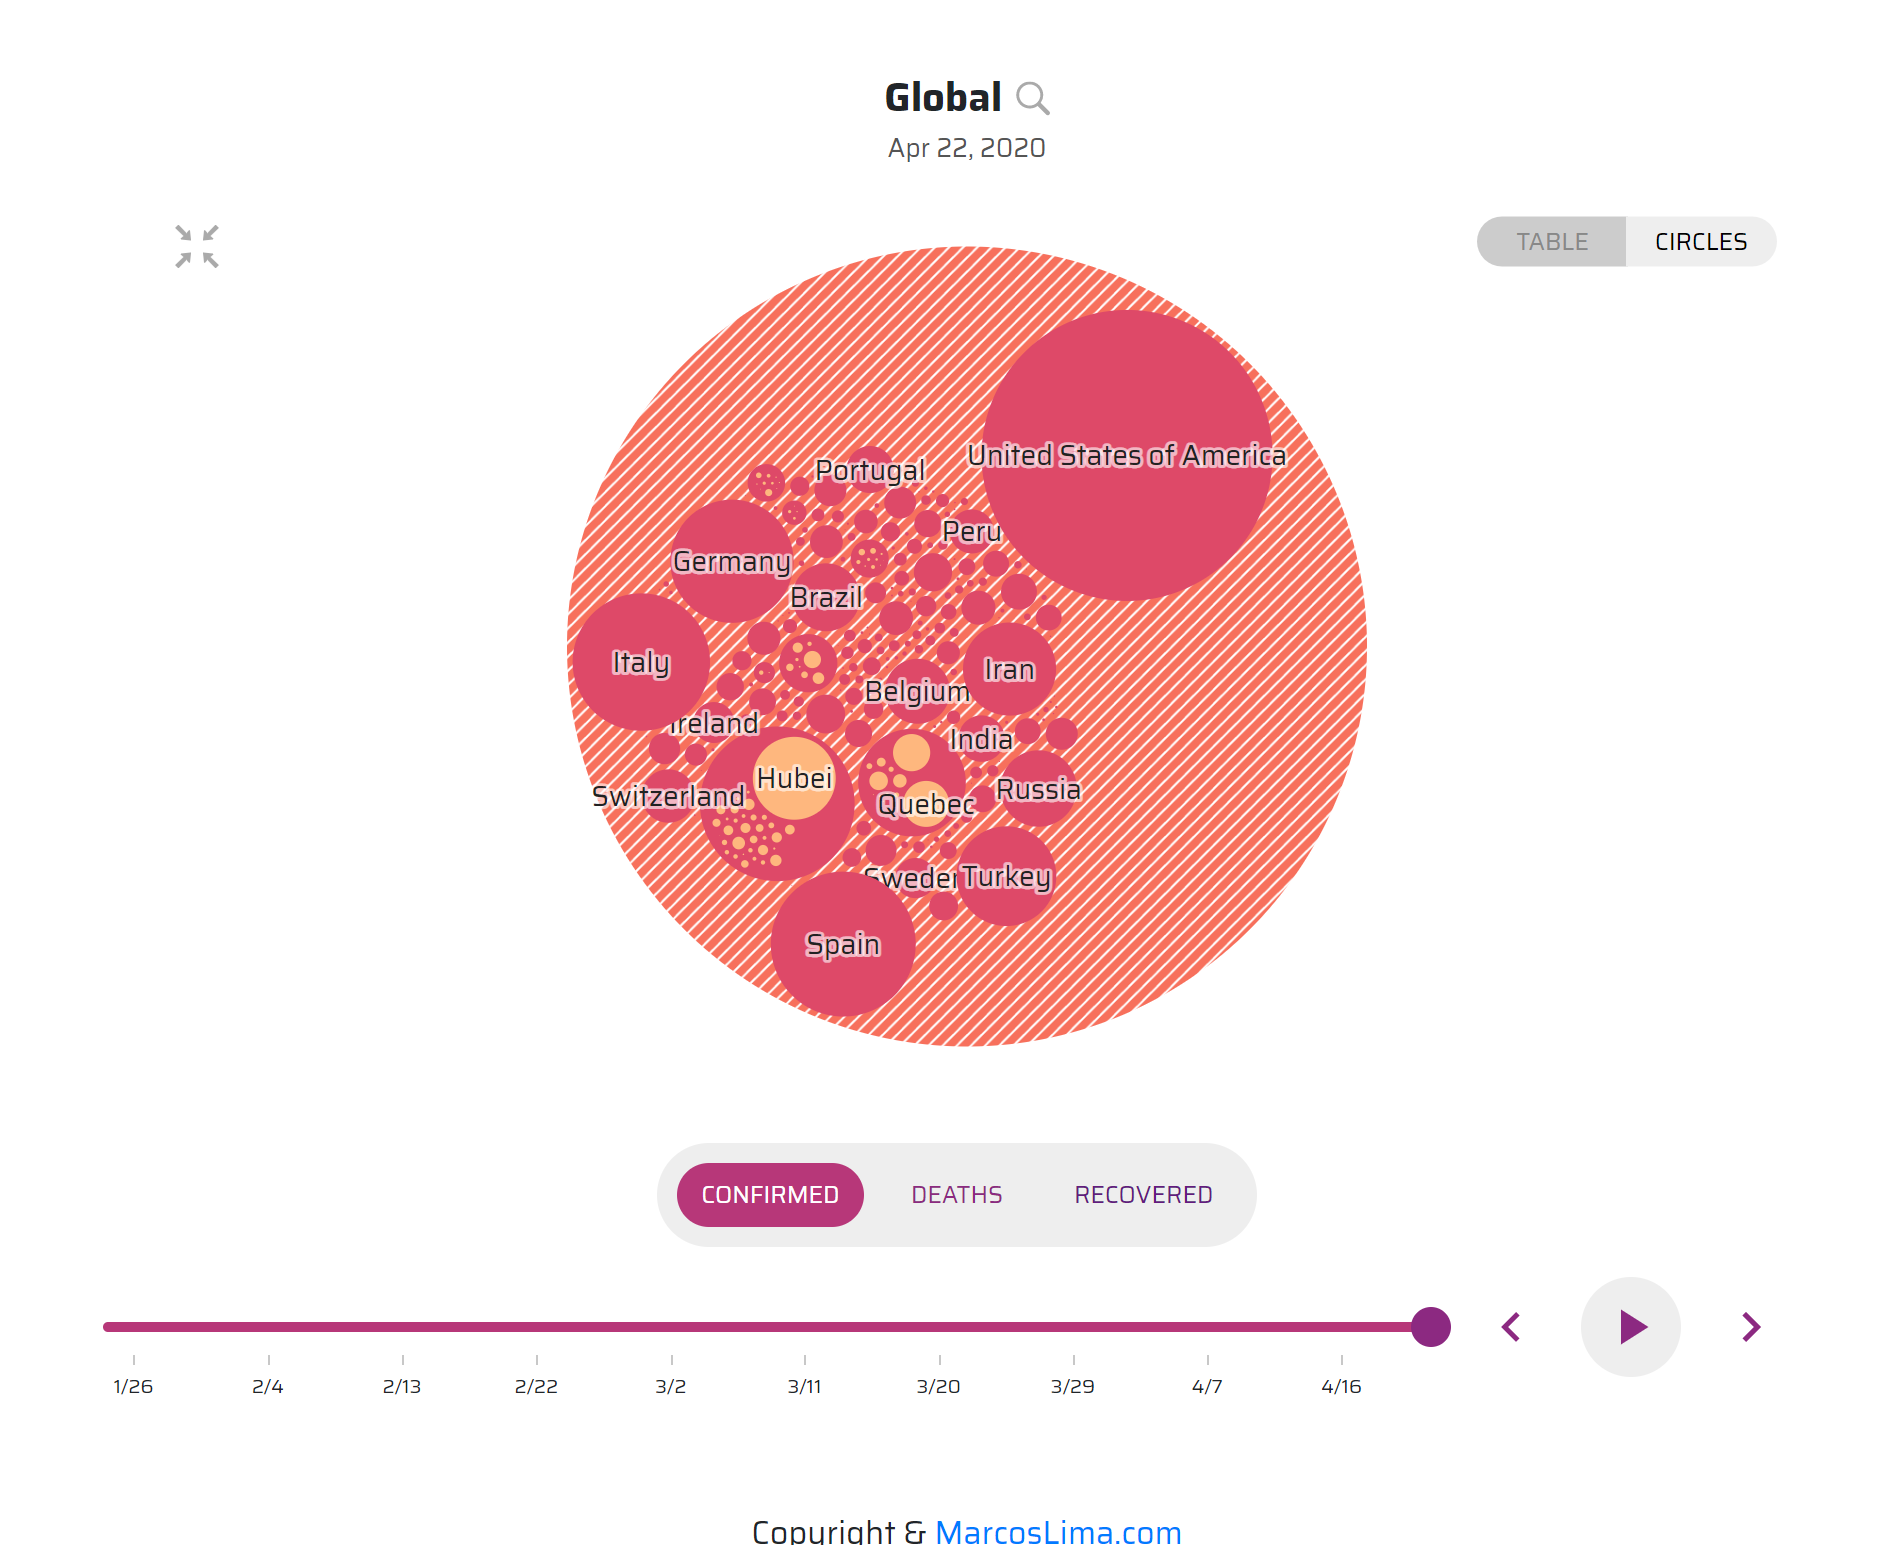 Global
Apr 22, 2020
TABLE
CIRCLES
United States of America
Portugal
Peru
Germany
Brazil
Italy
Iran
Belgium
Ireland
India
Hubei
Russia
Switzerland
Quebec
Sweden
Turkey
Spain
CONFIRMED
DEATHS
RECOVERED
1/26
2/4
2/13
2/22
3/2
3/11
3/20
3/29
4/7
4/16
Copyright & MarcosLima.com